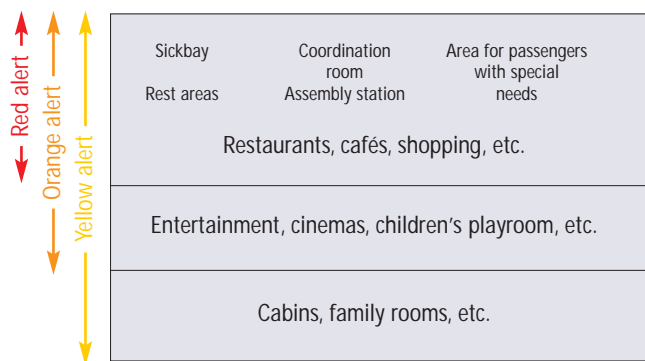 Red alert
Orange alert
Yellow alert
Sickbay
Coordination
room
Area for passengers
with special
needs
Rest areas
Assembly station
Restaurants, cafés, shopping, etc.
Entertainment, cinemas, children's playroom, etc.
Cabins, family rooms, etc.